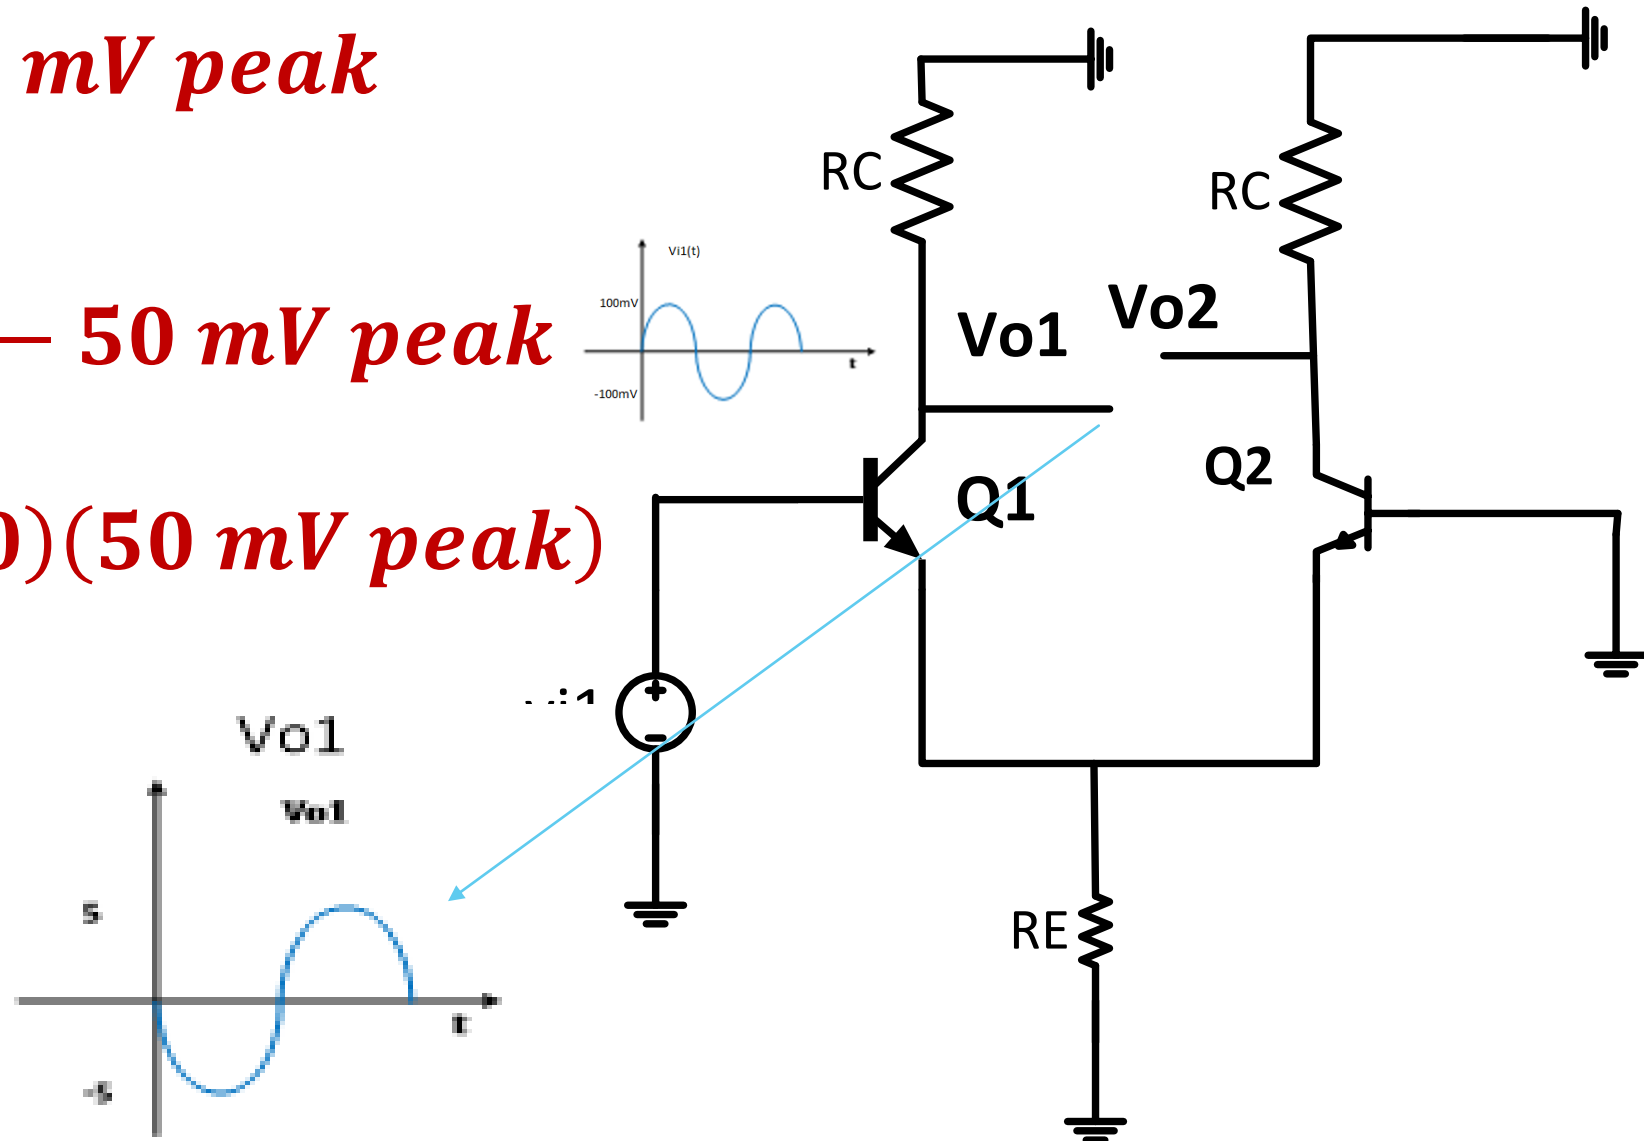 mV peak
RC
RC
Vi1(t)
100mV
Vo2
Vo1
– 50 mV peak
t
-100mV
Q2
Q1
0)(50 mV peak)
+
-
Vo1
Vo1
5
RE
t
-5